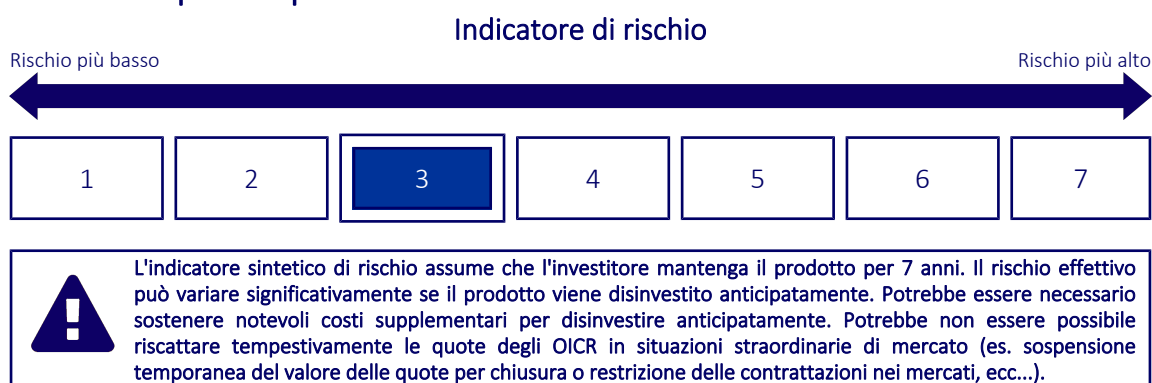 Indicatore di rischio
Rischio più basso
Rischio più alto
1
2
3
4
5
6
7
L'indicatore sintetico di rischio assume che l'investitore mantenga il prodotto per 7 anni. Il rischio effettivo
può variare significativamente se il prodotto viene disinvestito anticipatamente. Potrebbe essere necessario
sostenere notevoli costi supplementari per disinvestire anticipatamente. Potrebbe non essere possibile
riscattare tempestivamente le quote degli OICR in situazioni straordinarie di mercato (es. sospensione
temporanea del valore delle quote per chiusura o restrizione delle contrattazioni nei mercati, ecc...).